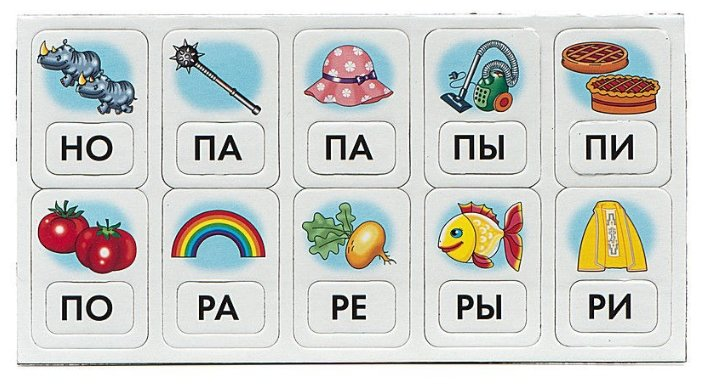 НО ПА ПА ПЫ ПИ
ПО РА РЕ РЫ РИ